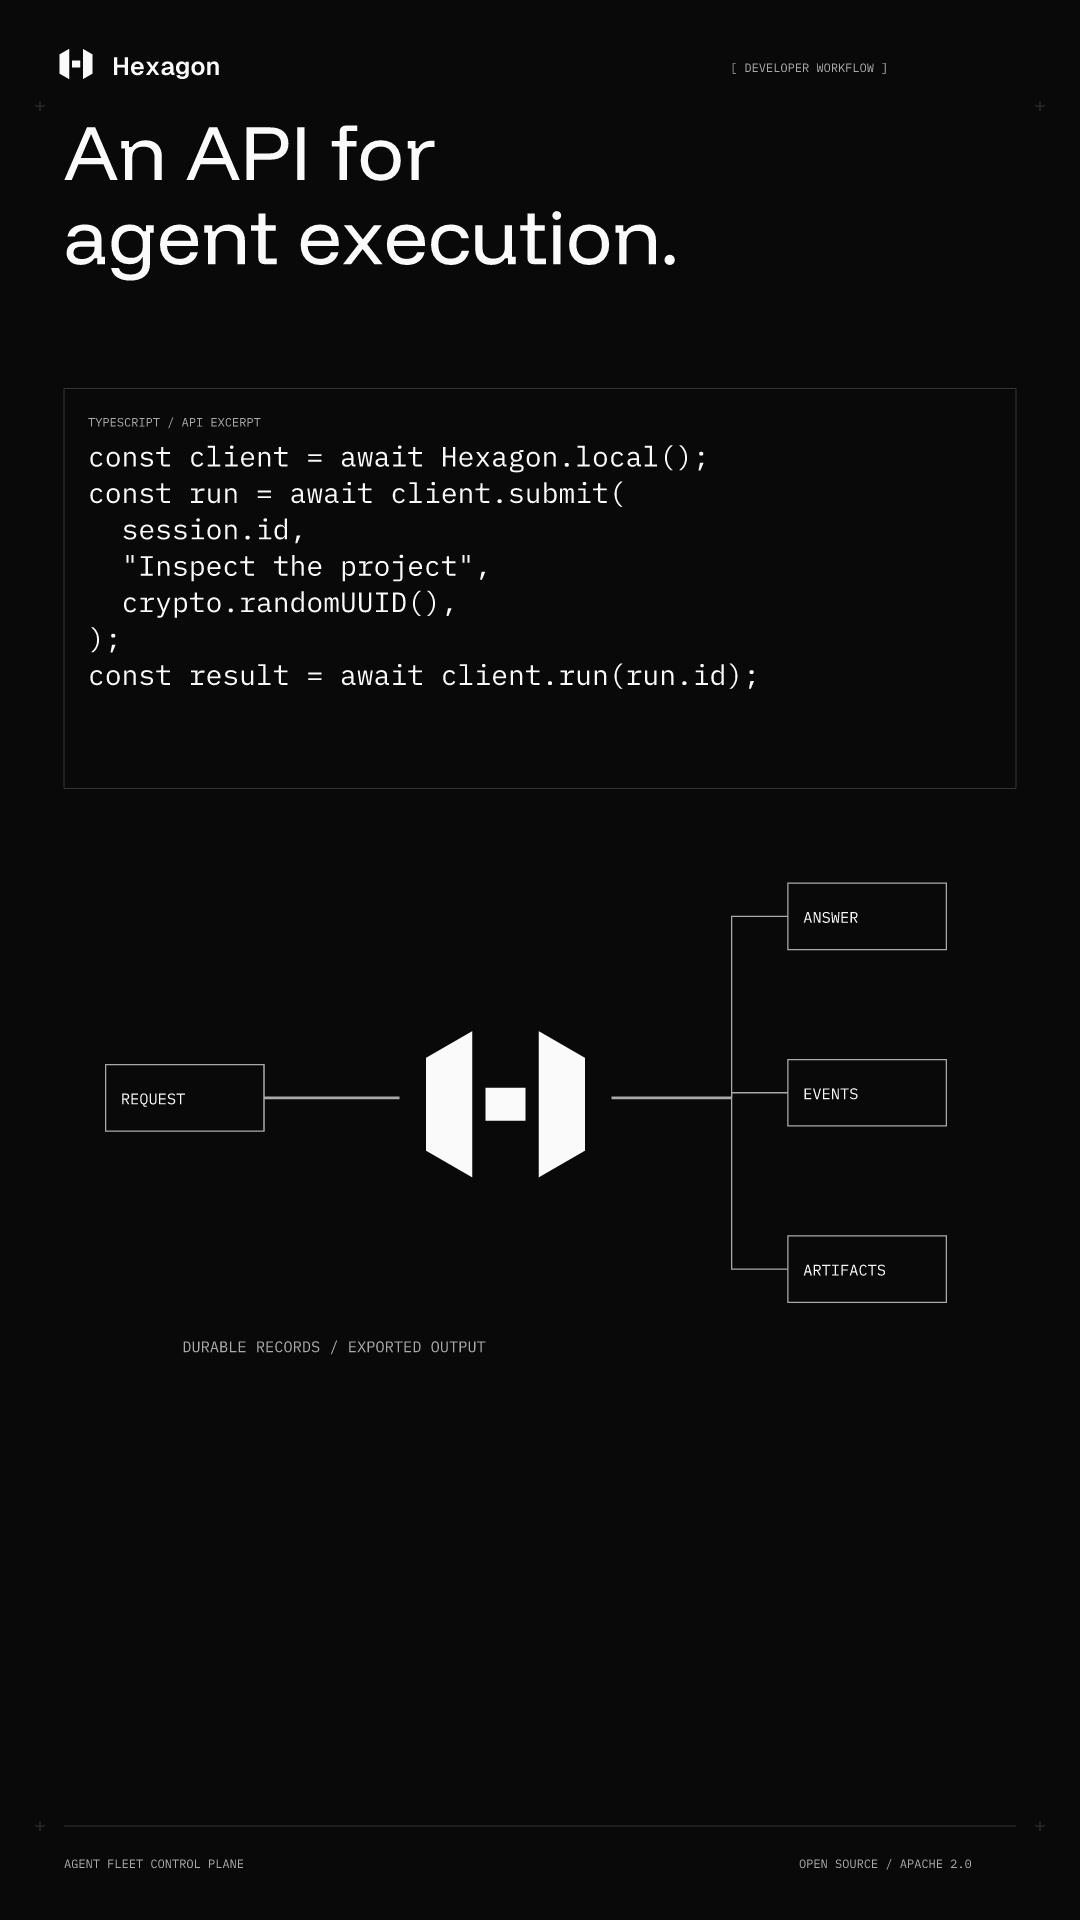 Hexagon
[ DEVELOPER WORKFLOW ]
An API for
agent execution.
TYPESCRIPT / API EXCERPT
const client = await Hexagon.local();
const run = await client.submit(
  session.id,
  "Inspect the project",
  crypto.randomUUID(),
);
const result = await client.run(run.id);
ANSWER
REQUEST
EVENTS
ARTIFACTS
DURABLE RECORDS / EXPORTED OUTPUT
AGENT FLEET CONTROL PLANE
OPEN SOURCE / APACHE 2.0